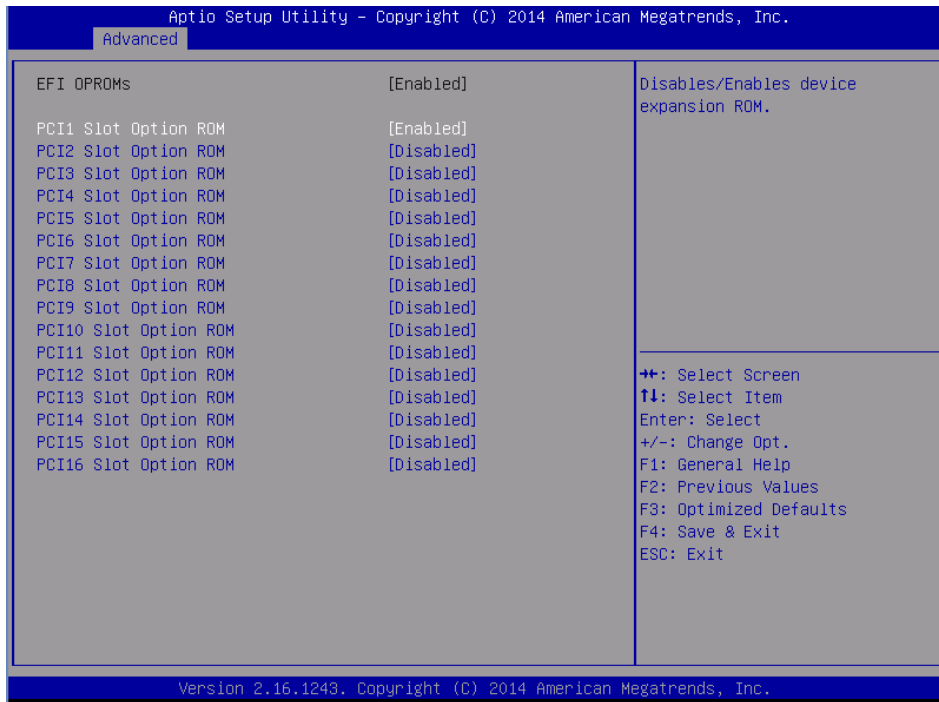 Aptio Setup Utility – Copyright (C) 2014 American Megatrends, Inc.
Advanced
EFI OPROMs [Enabled]
PCI1 Slot Option ROM [Enabled]
PCI2 Slot Option ROM [Disabled]
PCI3 Slot Option ROM [Disabled]
PCI4 Slot Option ROM [Disabled]
PCI5 Slot Option ROM [Disabled]
PCI6 Slot Option ROM [Disabled]
PCI7 Slot Option ROM [Disabled]
PCI8 Slot Option ROM [Disabled]
PCI9 Slot Option ROM [Disabled]
PCI10 Slot Option ROM [Disabled]
PCI11 Slot Option ROM [Disabled]
PCI12 Slot Option ROM [Disabled]
PCI13 Slot Option ROM [Disabled]
PCI14 Slot Option ROM [Disabled]
PCI15 Slot Option ROM [Disabled]
PCI16 Slot Option ROM [Disabled]
Disables/Enables device
expansion ROM.
→←: Select Screen
↑↓: Select Item
Enter: Select
+/-: Change Opt.
F1: General Help
F2: Previous Values
F3: Optimized Defaults
F4: Save & Exit
ESC: Exit
Version 2.16.1243. Copyright (C) 2014 American Megatrends, Inc.